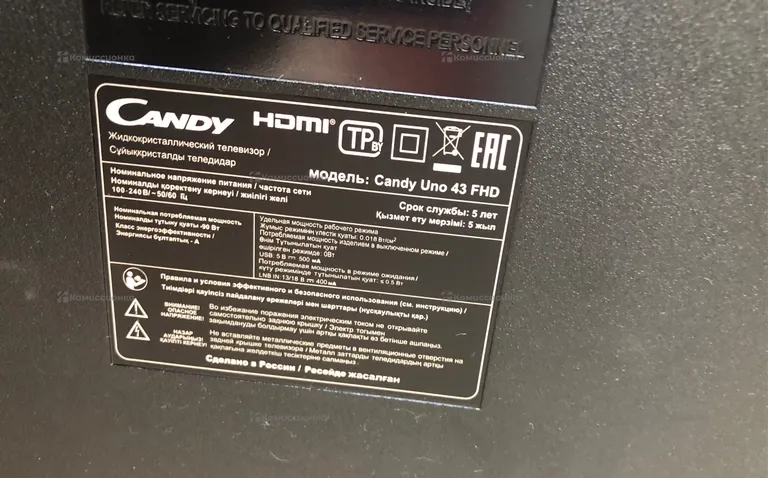 SERVICING TO QUALIFIED SERVICE PERSONNEL
CANDY HDMI TP BY EAC
Жидкокристаллический телевизор /
Сұйыққристалды теледидар
МОДЕЛЬ: Candy Uno 43 FHD
Номинальное напряжение питания / частота сети
Номиналды қоректену кернеуі / жиілігі желі
100-240 В/~50/60 Гц
Срок службы: 5 лет
Қызмет ету мерзімі: 5 жыл
Номинальная потребляемая мощность
Номиналды тұтыну қуаты -90 Вт
Класс энергоэффективности /
Энергиясы бұлтаптық - А
Удельная мощность рабочего режима
Жұмыс режимінің үлесті қуаты: 0.018 Вт/см²
Потребляемая мощность изделием в выключенном режиме /
Өнім Тұтынылатын қуат
өшірілген режимде: 0Вт
USB: 5 В 500 мА
Потребляемая мощность в режиме ожидания /
күту режимінде тұтынылатын қуат: ≤ 0.5 Вт
LNB IN 13/18 В 400 мА
Правила и условия эффективного и безопасного использования (см. инструкцию) /
Тиімдіреі қауіпсіз пайдалану ережелері мен шарттары (нұсқаулықты қар.)
ВНИМАНИЕ! ОПАСНОЕ НАПРЯЖЕНИЕ!
Во избежание поражения электрическим током не открывайте
самостоятельно заднюю крышку / Электр тоғымен
зақымдануды болдырмау үшін артқы қақпақты өз бетінше ашпаңыз.
НАЗАР АУДАРЫҢЫЗ! ҚАУІПТІ КЕРНЕУ!
Не вставляйте металлические предметы в вентиляционные отверстия на
задней крышке телевизора / Металл заттарды теледидардың артқы
қақпағына желдеткіш тесіктеріне салмаңыз.
Сделано в России / Ресейде жасалған
Комиссионка